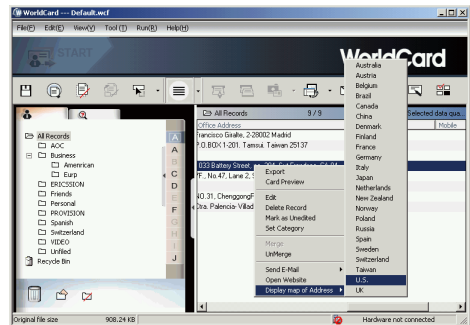 WorldCard --- Default.wcf
File(F) Edit(E) View(V) Tool (T) Run(R) Help(H)
START
WorldCard
All Records 9 / 9 Selected data qua...
Office Address Mobile
All Records
AOC
Business
Amenrican
Eurp
ERICSSION
Friends
Personal
PROVISION
Spanish
Switzerland
VIDEO
Unfiled
Recycle Bin
A
A
B
C
D
E
F
G
H
I
J
Francisco Giralte, 2-28002 Madrid
P.O.BOX 1-201. Tamsui. Taiwan 25137
033 Battery Street,
F., No.47, Lane 2,
NO.31, Chenggong
Ctra. Palencia-Villad
Export
Card Preview
Edit
Delete Record
Mark as Unedited
Set Category
Merge
UnMerge
Send E-Mail
Open Website
Display map of Address
Australia
Austria
Belgium
Brazil
Canada
China
Denmark
Finland
France
Germany
Italy
Japan
Netherlands
New Zealand
Norway
Poland
Russia
Spain
Sweden
Switzerland
Taiwan
U.S.
UK
Original file size 908.24 KB Hardware not connected